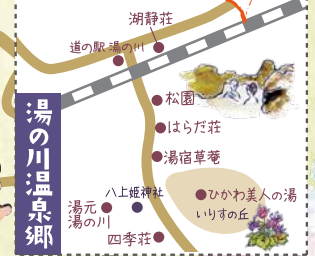 湖静荘
道の駅 湯の川
松園
はらだ荘
湯宿草菴
湯の川温泉郷
八上姫神社
ひかわ美人の湯
湯元
湯の川
いりすの丘
四季荘